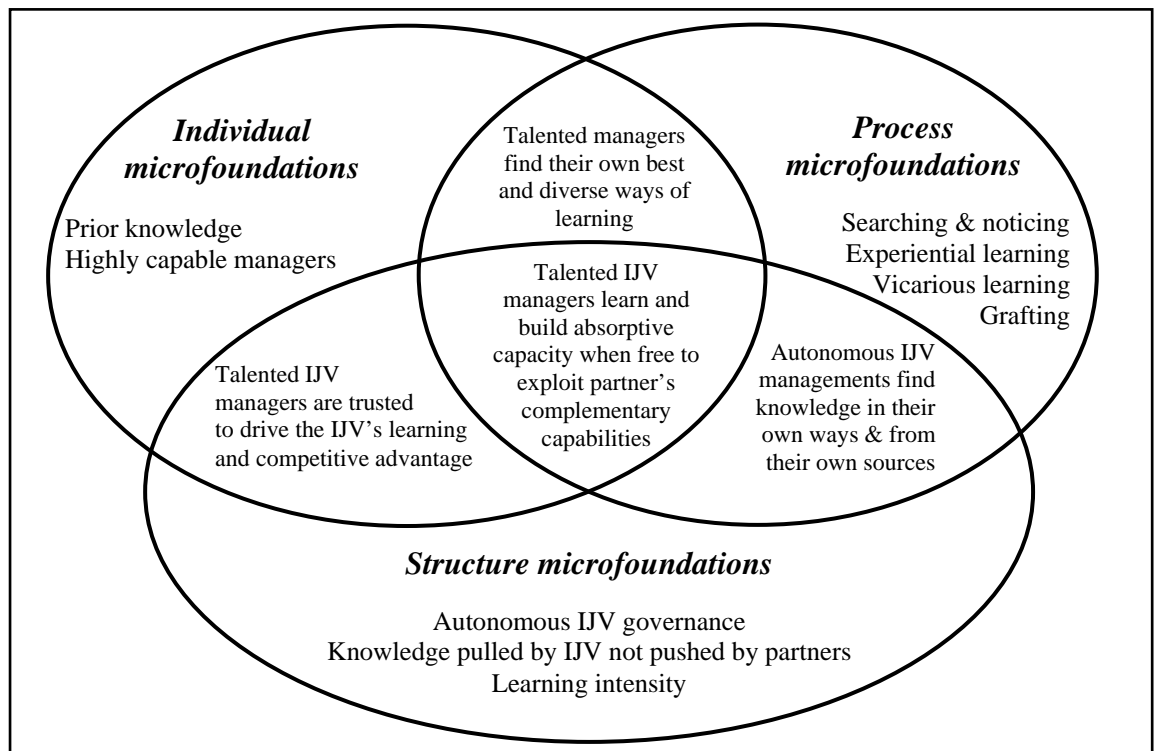 Individual
microfoundations
Prior knowledge
Highly capable managers
Talented managers
find their own best
and diverse ways of
learning
Process
microfoundations
Searching & noticing
Experiential learning
Vicarious learning
Grafting
Talented IJV
managers learn and
build absorptive
capacity when free to
exploit partner’s
complementary
capabilities
Talented IJV
managers are trusted
to drive the IJV’s learning
and competitive advantage
Autonomous IJV
managements find
knowledge in their
own ways & from
their own sources
Structure microfoundations
Autonomous IJV governance
Knowledge pulled by IJV not pushed by partners
Learning intensity